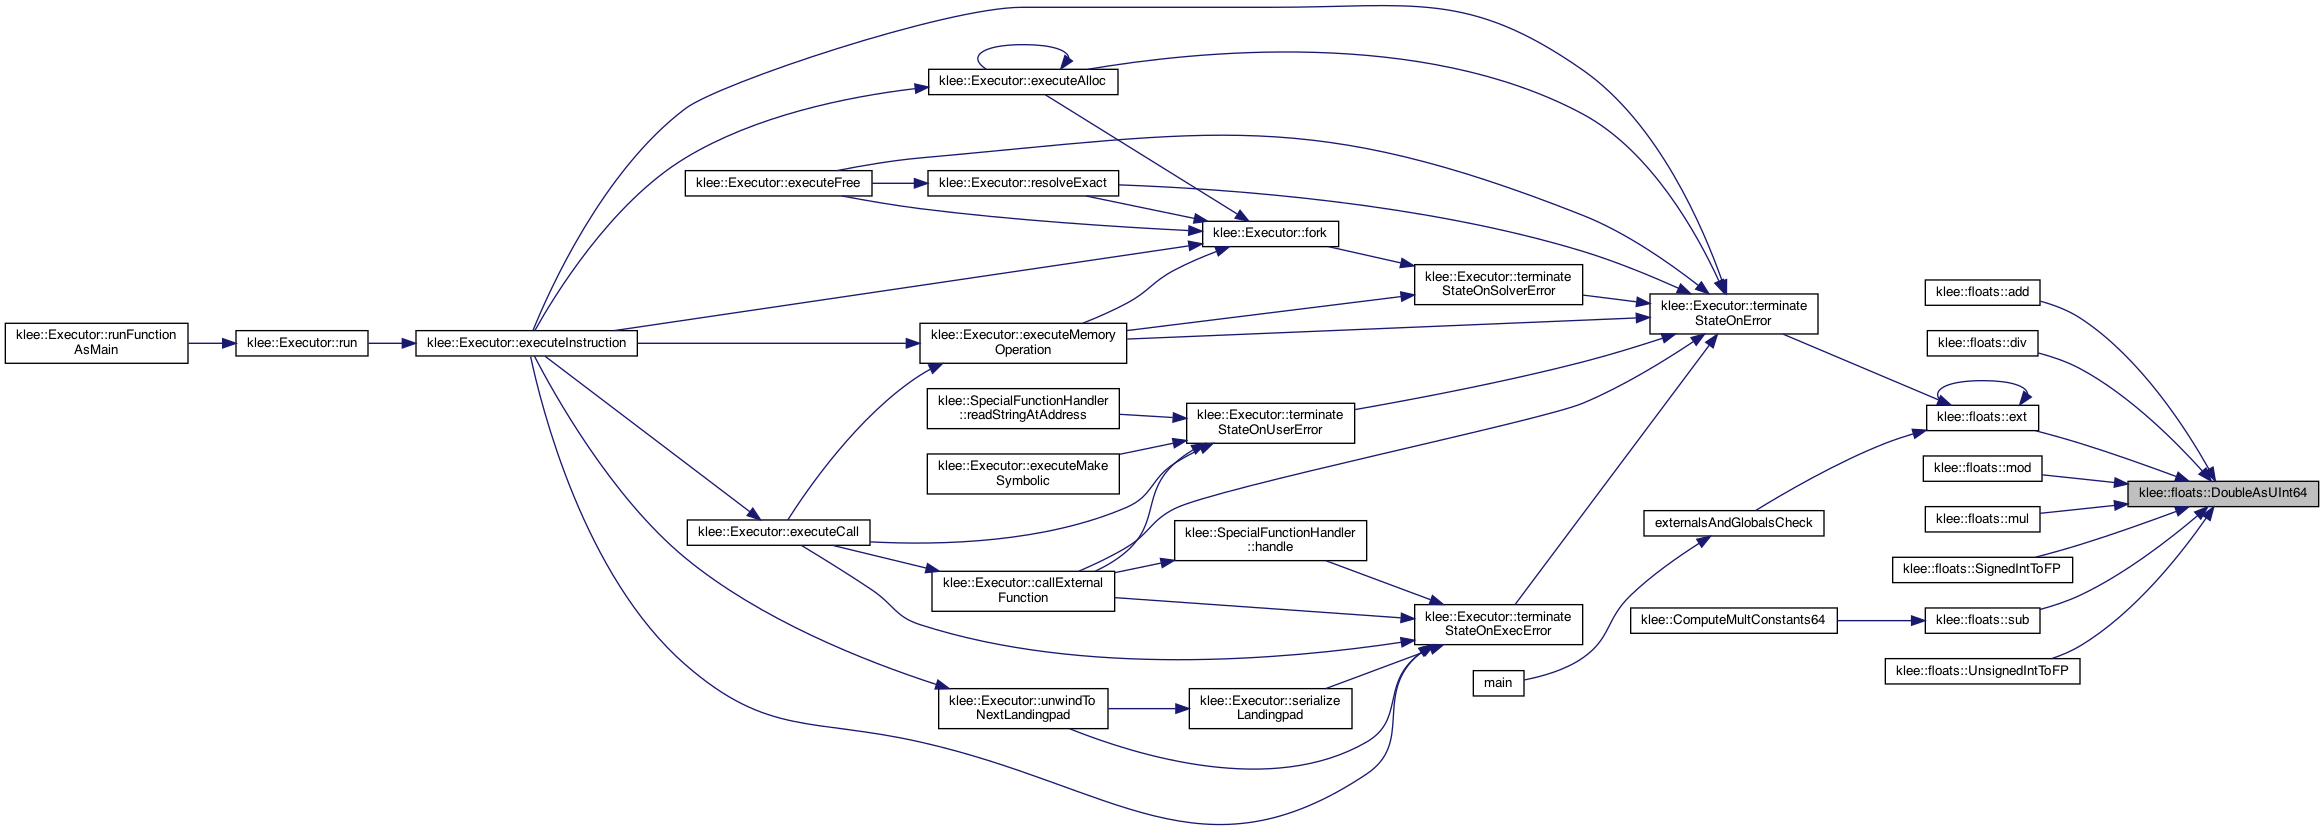 klee::Executor::runFunction
AsMain
klee::Executor::run
klee::Executor::executeInstruction
klee::Executor::executeAlloc
klee::Executor::executeFree
klee::Executor::resolveExact
klee::Executor::fork
klee::Executor::executeMemory
Operation
klee::SpecialFunctionHandler
::readStringAtAddress
klee::Executor::executeMake
Symbolic
klee::Executor::executeCall
klee::Executor::callExternal
Function
klee::Executor::unwindTo
NextLandingpad
klee::Executor::terminate
StateOnUserError
klee::SpecialFunctionHandler
::handle
klee::Executor::serialize
Landingpad
klee::Executor::terminate
StateOnSolverError
klee::Executor::terminate
StateOnExecError
main
klee::Executor::terminate
StateOnError
externalsAndGlobalsCheck
klee::ComputeMultConstants64
klee::floats::add
klee::floats::div
klee::floats::ext
klee::floats::mod
klee::floats::mul
klee::floats::SignedIntToFP
klee::floats::sub
klee::floats::UnsignedIntToFP
klee::floats::DoubleAsUInt64